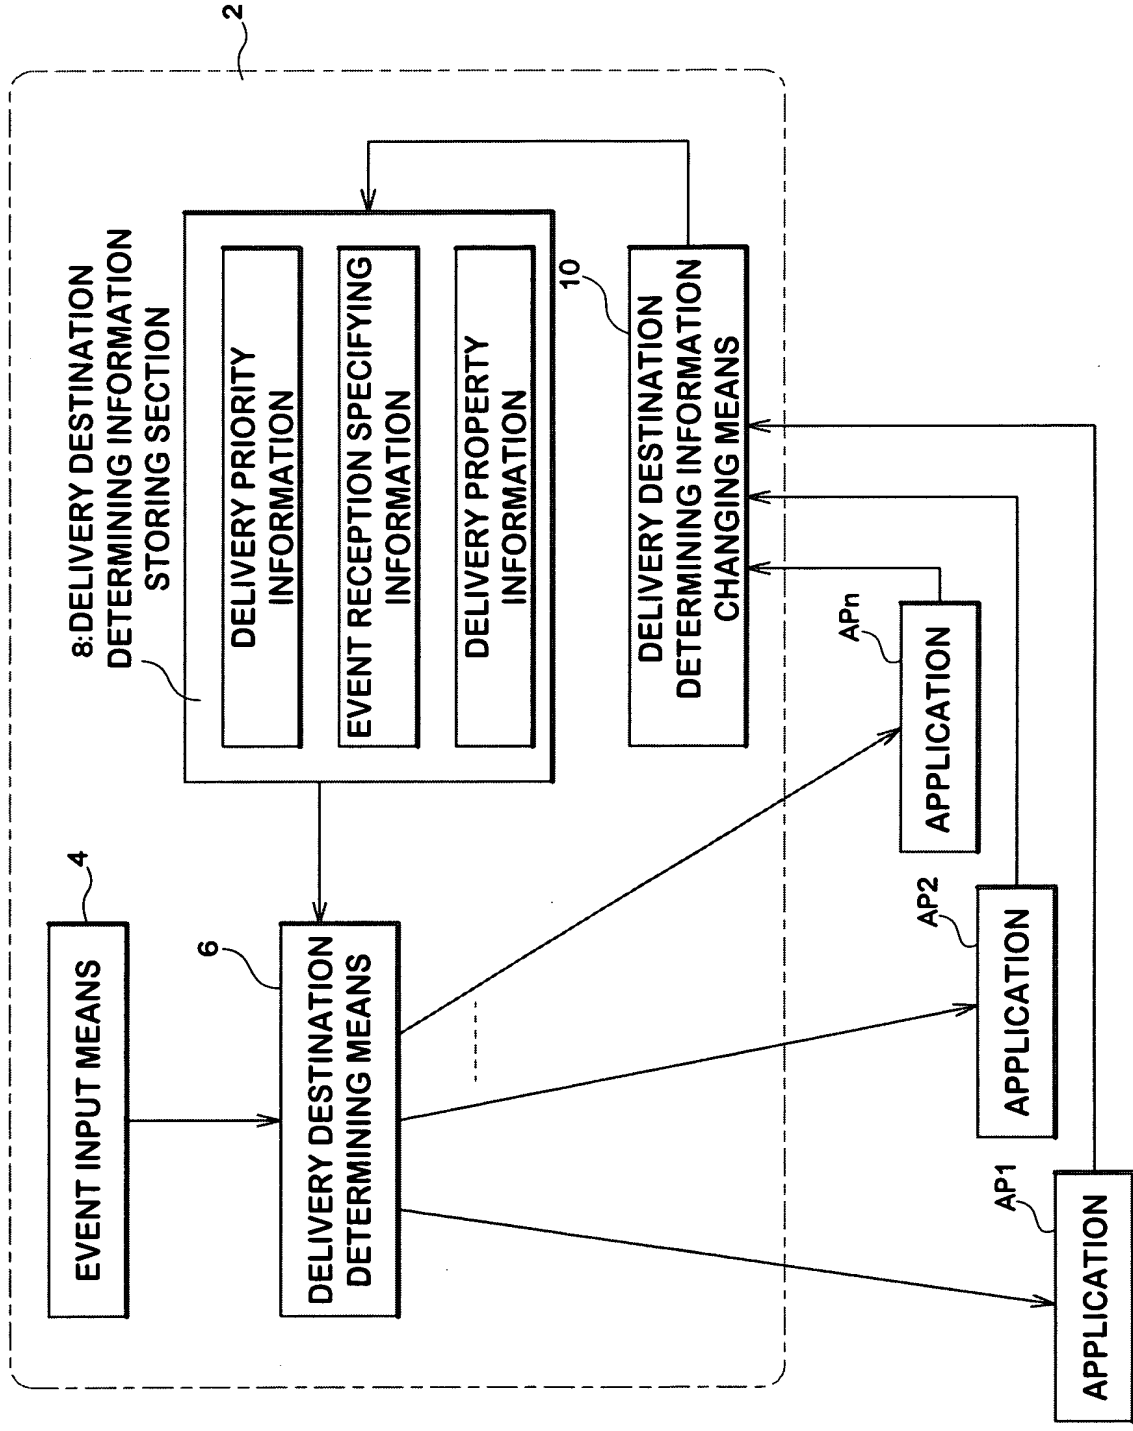 2
EVENT INPUT MEANS
4
8:DELIVERY DESTINATION
DETERMINING INFORMATION
STORING SECTION
DELIVERY PRIORITY
INFORMATION
EVENT RECEPTION SPECIFYING
INFORMATION
DELIVERY PROPERTY
INFORMATION
6
DELIVERY DESTINATION
DETERMINING MEANS
10
DELIVERY DESTINATION
DETERMINING INFORMATION
CHANGING MEANS
AP1
APPLICATION
AP2
APPLICATION
APn
APPLICATION